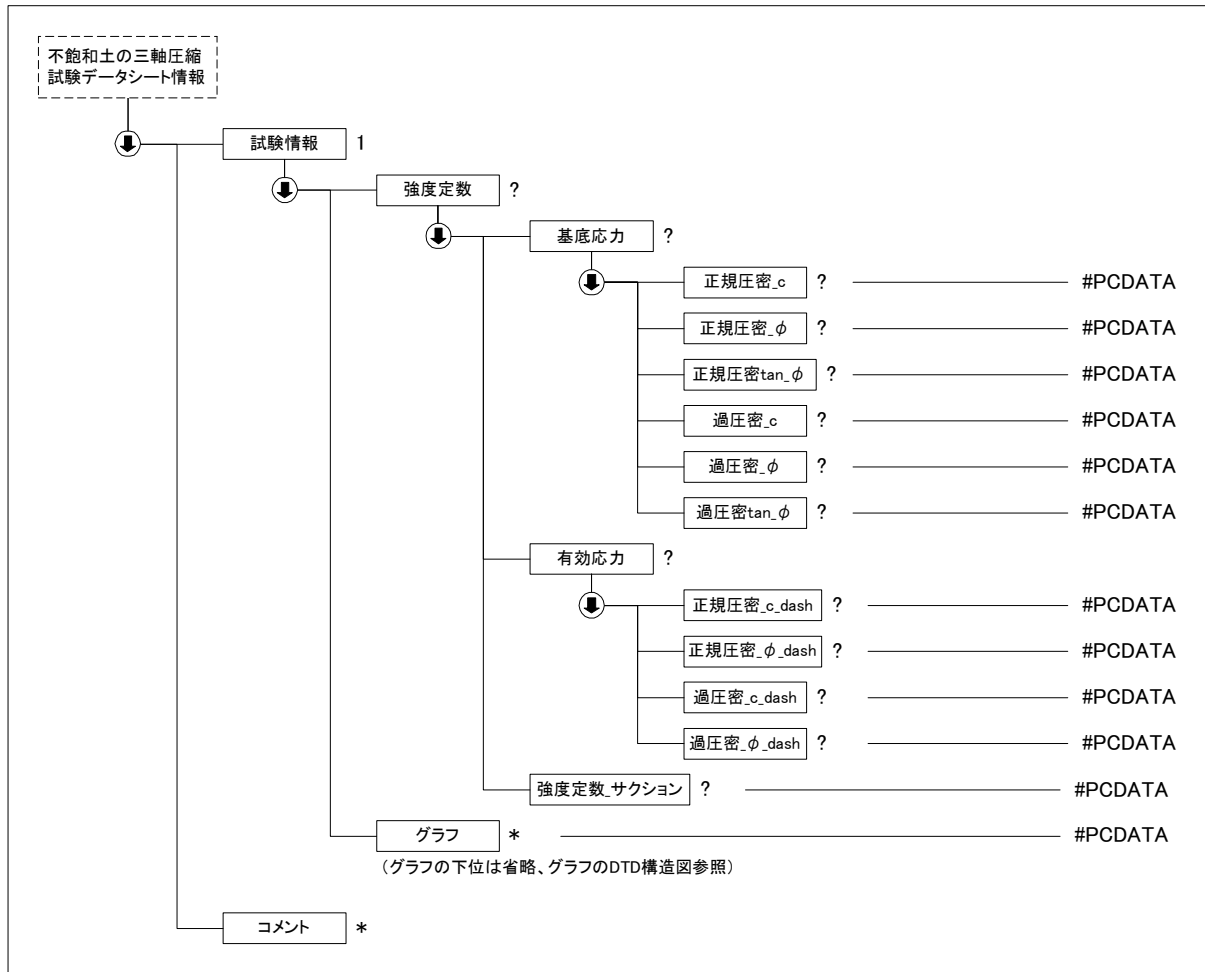 不飽和土の三軸圧縮
試験データシート情報
試験情報 1
強度定数 ?
基底応力 ?
正規圧密_c ? #PCDATA
正規圧密_φ ? #PCDATA
正規圧密tan_φ ? #PCDATA
過圧密_c ? #PCDATA
過圧密_φ ? #PCDATA
過圧密tan_φ ? #PCDATA
有効応力 ?
正規圧密_c_dash ? #PCDATA
正規圧密_φ_dash ? #PCDATA
過圧密_c_dash ? #PCDATA
過圧密_φ_dash ? #PCDATA
強度定数_サクション ? #PCDATA
グラフ * #PCDATA
(グラフの下位は省略、グラフのDTD構造図参照)
コメント *